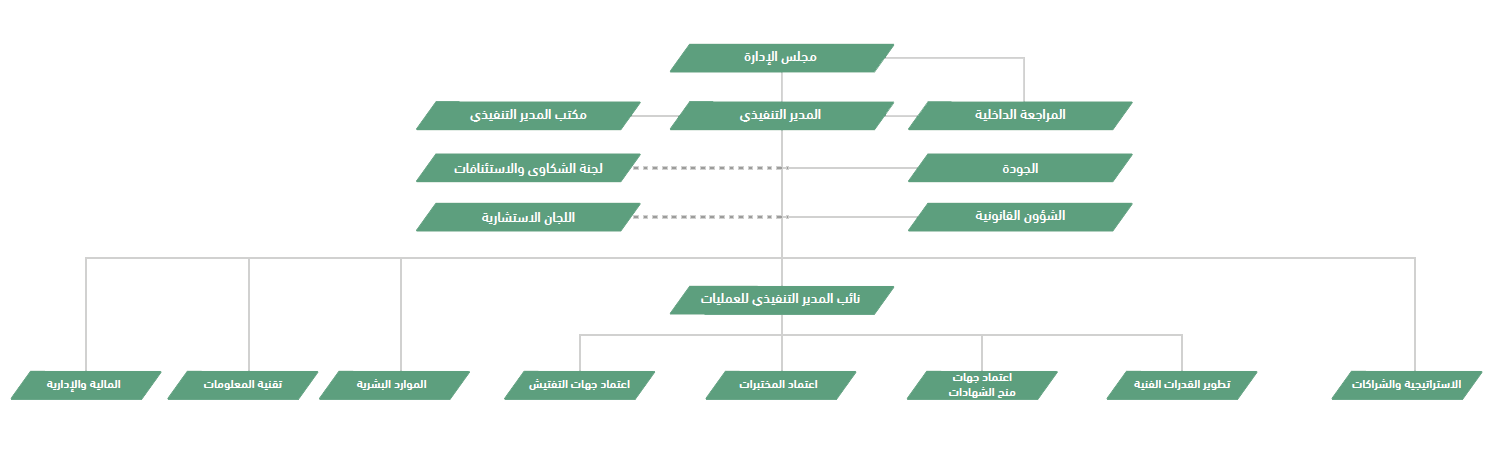 مجلس الإدارة
المراجعة الداخلية
المدير التنفيذي
مكتب المدير التنفيذي
الجودة
لجنة الشكاوى والاستئنافات
الشؤون القانونية
اللجان الاستشارية
نائب المدير التنفيذي للعمليات
الاستراتيجية والشراكات
تطوير القدرات الفنية
اعتماد جهات
منح الشهادات
اعتماد المختبرات
اعتماد جهات التفتيش
الموارد البشرية
تقنية المعلومات
المالية والإدارية